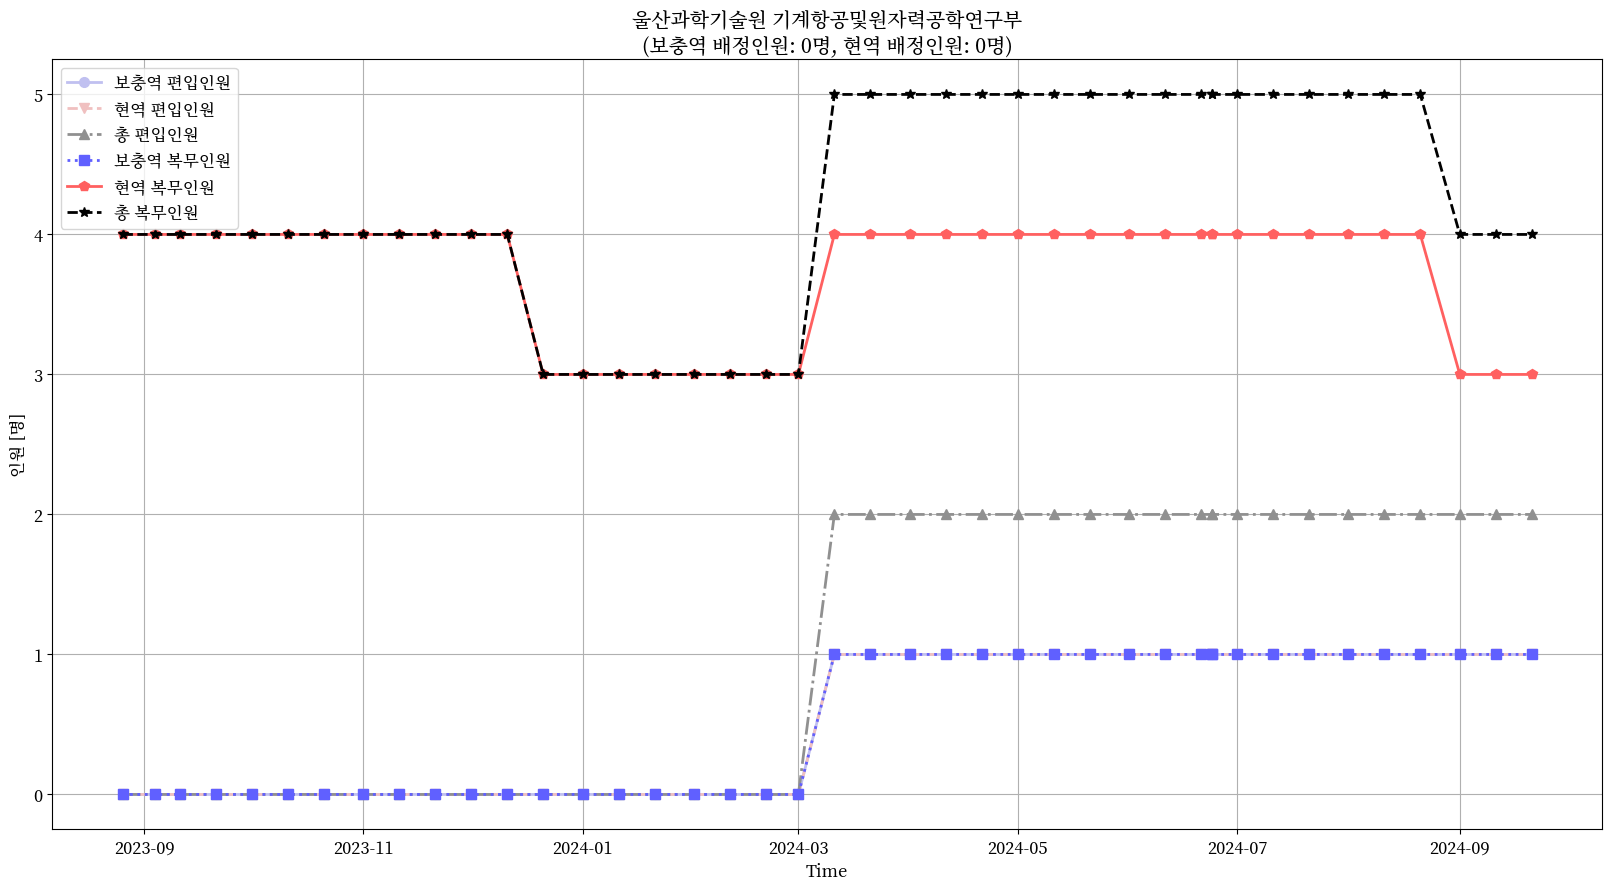 울산과학기술원 기계항공및원자력공학연구부
(보충역 배정인원: 0명, 현역 배정인원: 0명)
보충역 편입인원
현역 편입인원
총 편입인원
보충역 복무인원
현역 복무인원
총 복무인원
5
4
3
2
1
0
인원 [명]
2023-09
2023-11
2024-01
2024-03
2024-05
2024-07
2024-09
Time